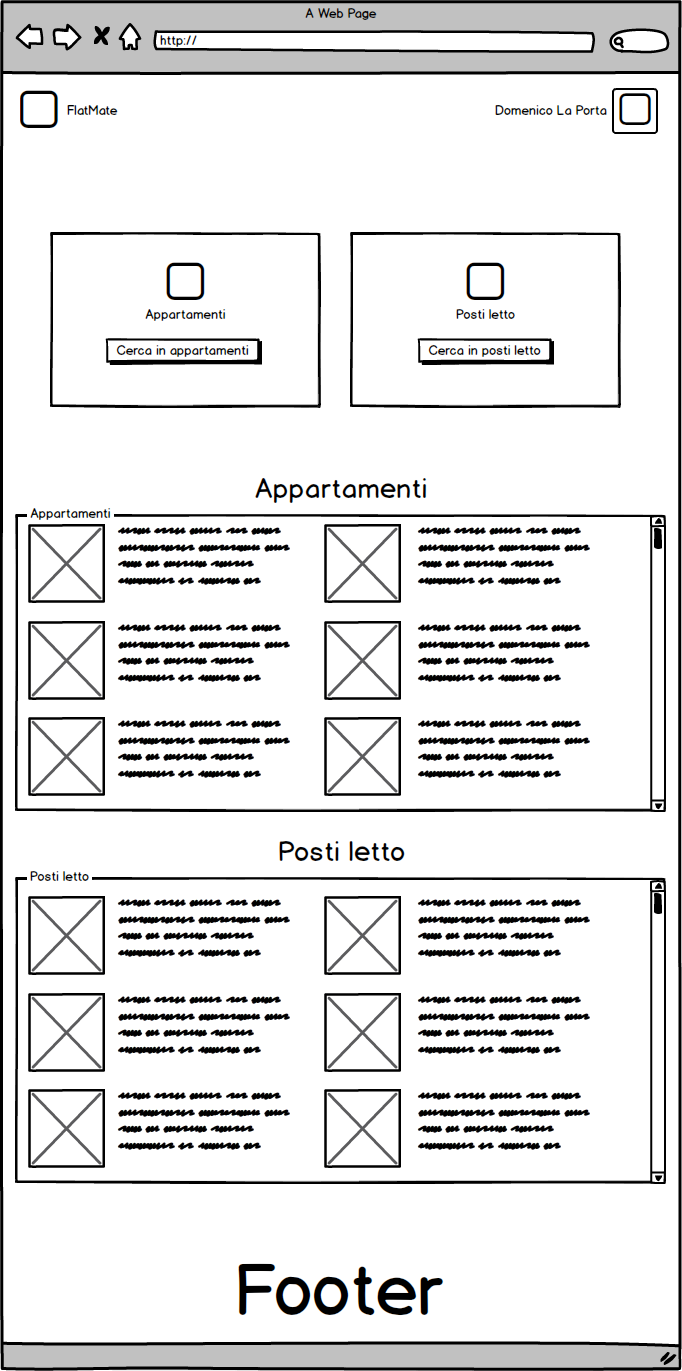 A Web Page
http://
FlatMate
Domenico La Porta
Appartamenti
Cerca in appartamenti
Posti letto
Cerca in posti letto
Appartamenti
Appartamenti
Posti letto
Posti letto
Footer